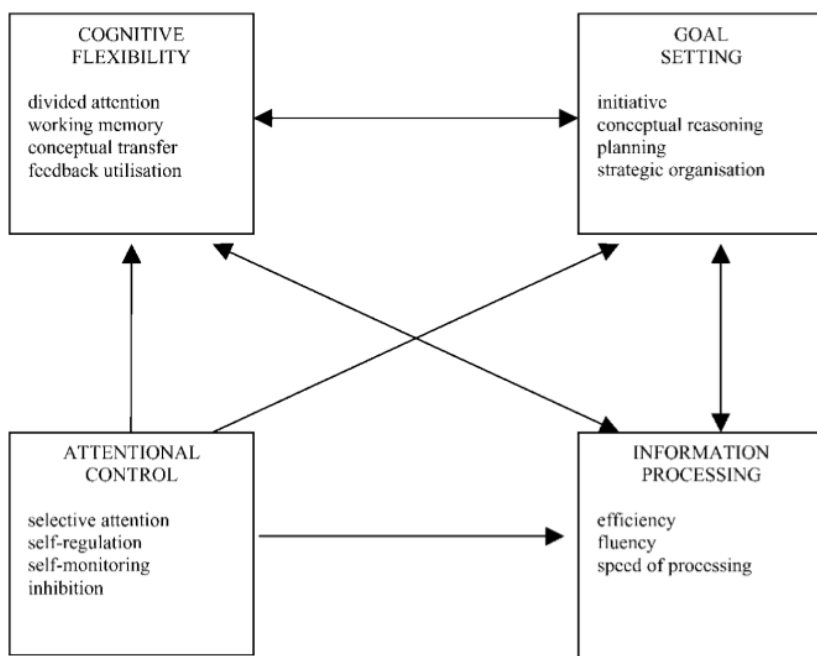 COGNITIVE
FLEXIBILITY
divided attention
working memory
conceptual transfer
feedback utilisation
GOAL
SETTING
initiative
conceptual reasoning
planning
strategic organisation
ATTENTIONAL
CONTROL
selective attention
self-regulation
self-monitoring
inhibition
INFORMATION
PROCESSING
efficiency
fluency
speed of processing